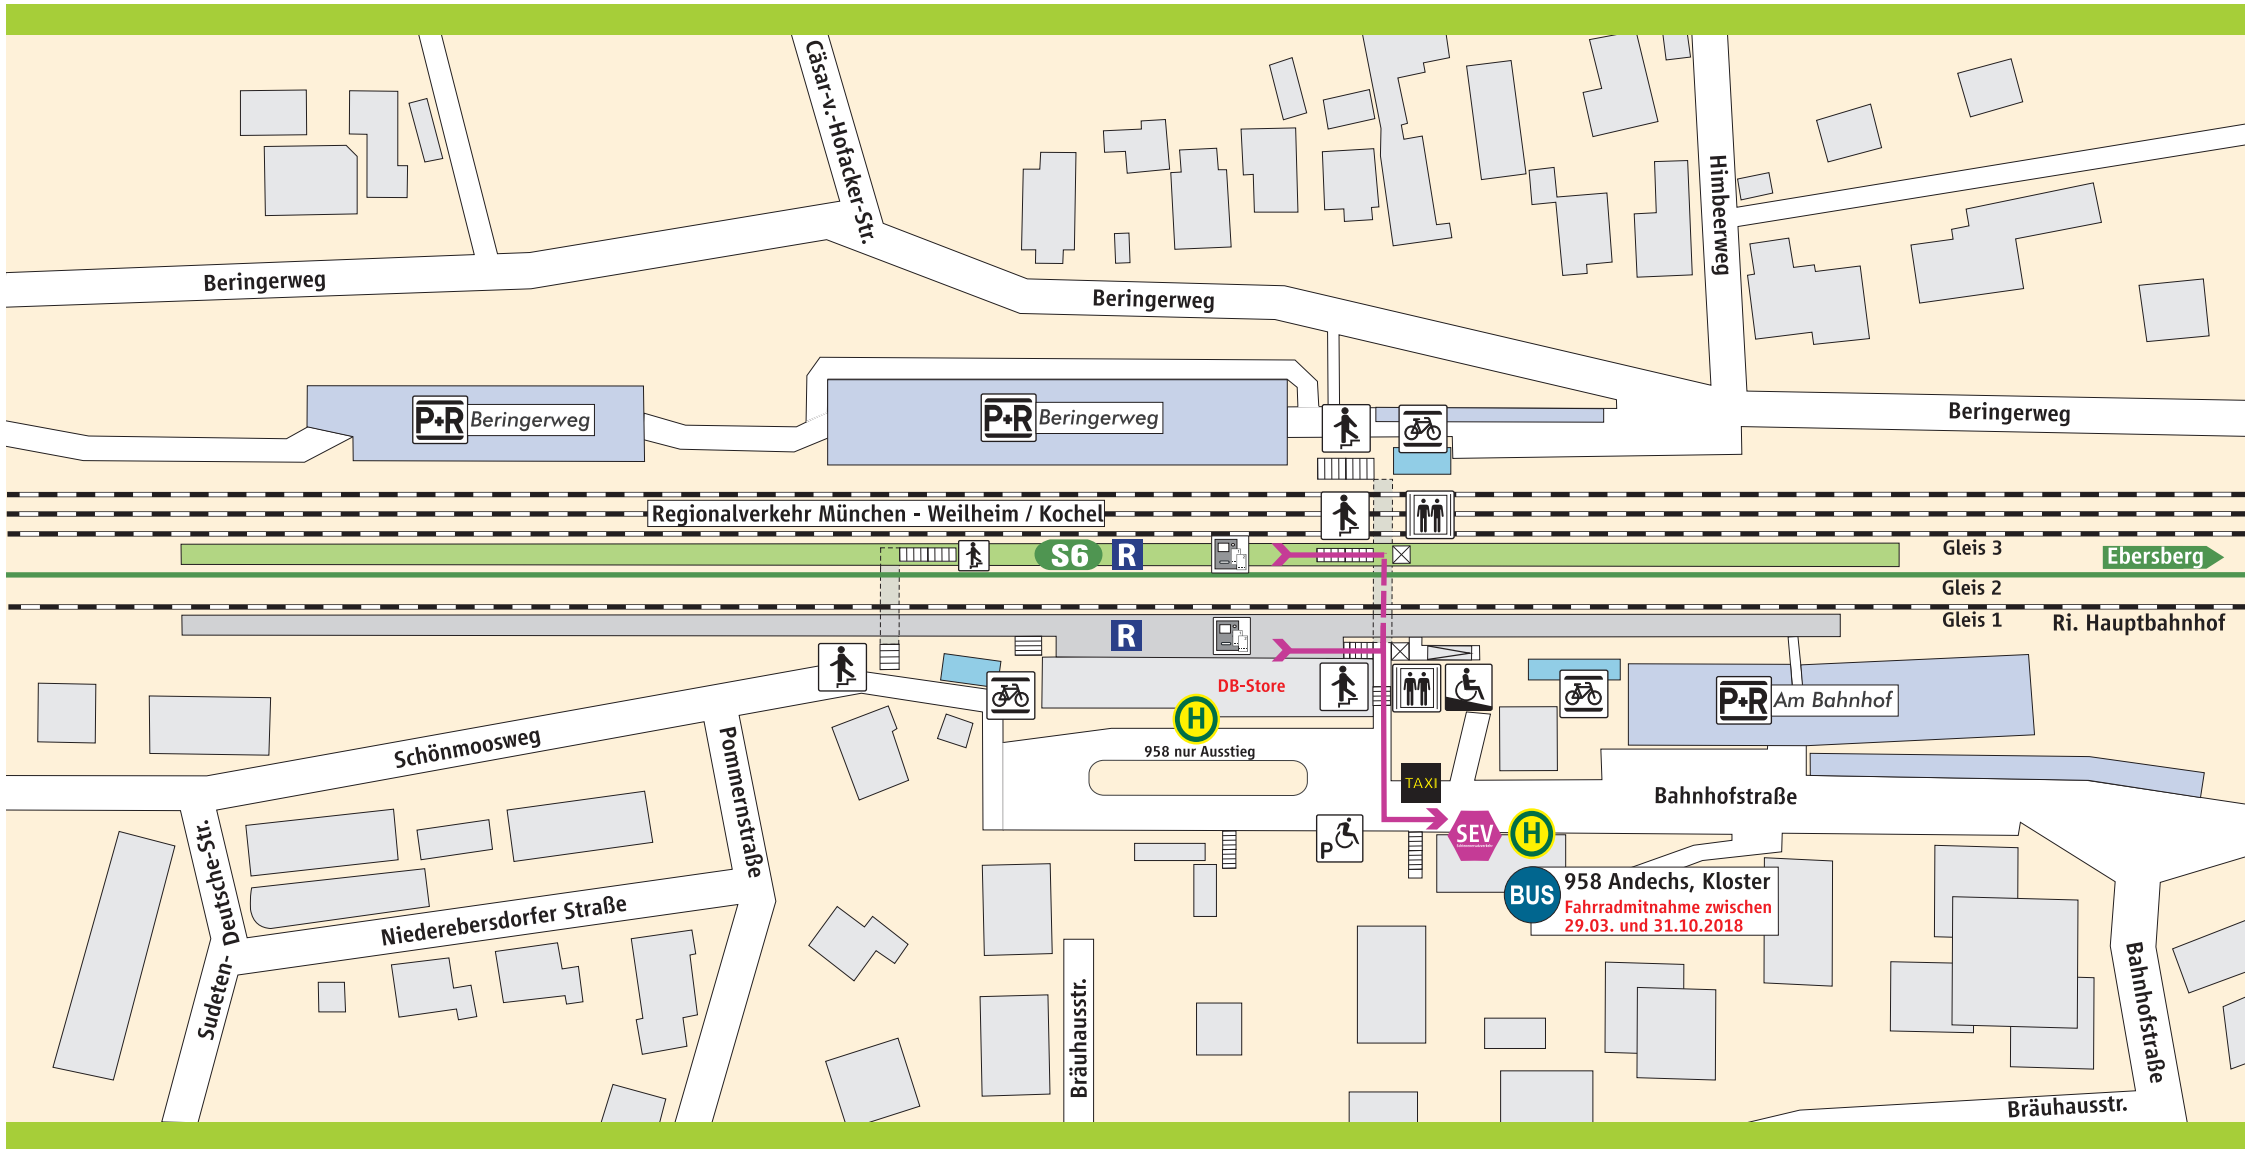 Cäsar-v.-Hofacker-Str.
Himbeerweg
Beringerweg
Beringerweg
Beringerweg
P+R Beringerweg
P+R Beringerweg
Regionalverkehr München - Weilheim / Kochel
S6 R
Gleis 3
Ebersberg
Gleis 2
Gleis 1
Ri. Hauptbahnhof
R
DB-Store
H
958 nur Ausstieg
P+R Am Bahnhof
Schönmoosweg
Pommernstraße
TAXI
Bahnhofstraße
SEV
H
P
Sudeten-Deutsche-Str.
Niederebersdorfer Straße
BUS
958 Andechs, Kloster
Fahrradmitnahme zwischen
29.03. und 31.10.2018
Bräuhausstr.
Bahnhofstraße
Bräuhausstr.